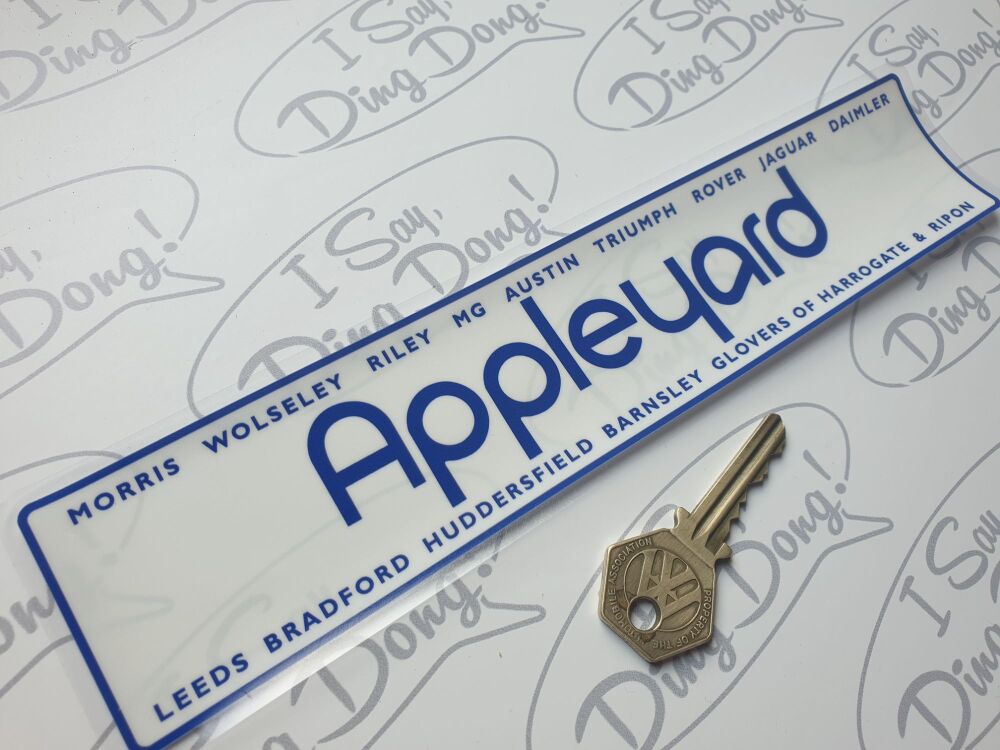 I Say,
Ding Dong!
MORRIS WOLSELEY RILEY MG AUSTIN TRIUMPH ROVER JAGUAR DAIMLER
Appleyard
LEEDS BRADFORD HUDDERSFIELD BARNSLEY GLOVERS OF HARROGATE & RIPON
PROPERTY OF THE AUTOMOBILE ASSOCIATION